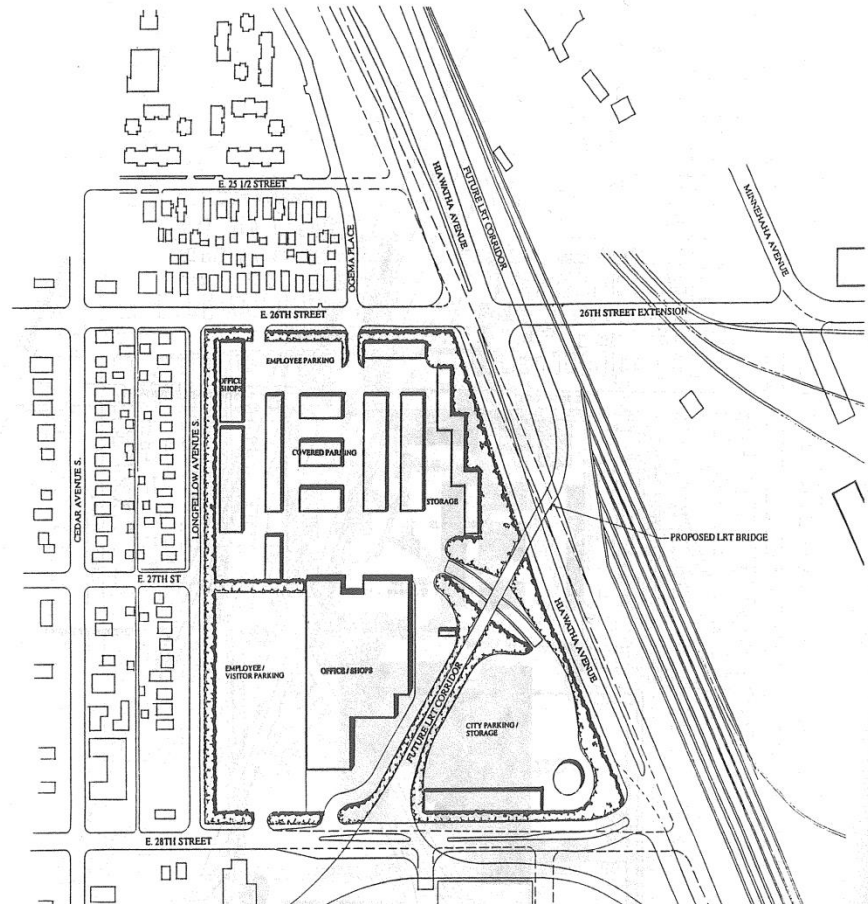 E. 25 1/2 STREET
HIAWATHA AVENUE
FUTURE LRT CORRIDOR
MINNEHAHA AVENUE
OGEMA PLACE
E. 26TH STREET
26TH STREET EXTENSION
EMPLOYEE PARKING
OFFICE
SHOPS
COVERED PARKING
CEDAR AVENUE S.
LONGFELLOW AVENUE S.
STORAGE
PROPOSED LRT BRIDGE
E. 27TH ST
HIAWATHA AVENUE
EMPLOYEE /
VISITOR PARKING
OFFICE / SHOPS
FUTURE LRT CORRIDOR
CITY PARKING /
STORAGE
E. 28TH STREET